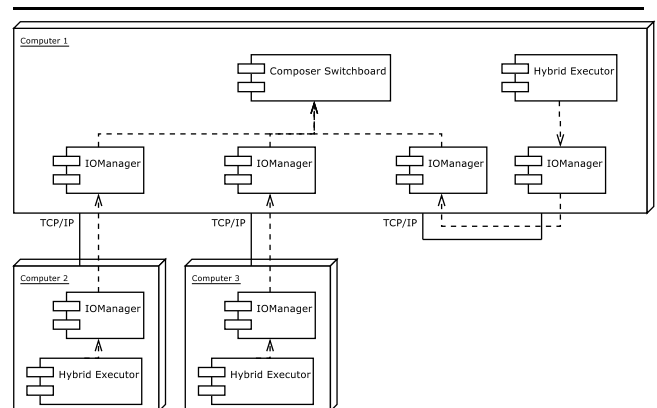 Computer 1
Composer Switchboard
Hybrid Executor
IOManager
IOManager
IOManager
IOManager
TCP/IP
TCP/IP
TCP/IP
Computer 2
Computer 3
IOManager
IOManager
Hybrid Executor
Hybrid Executor